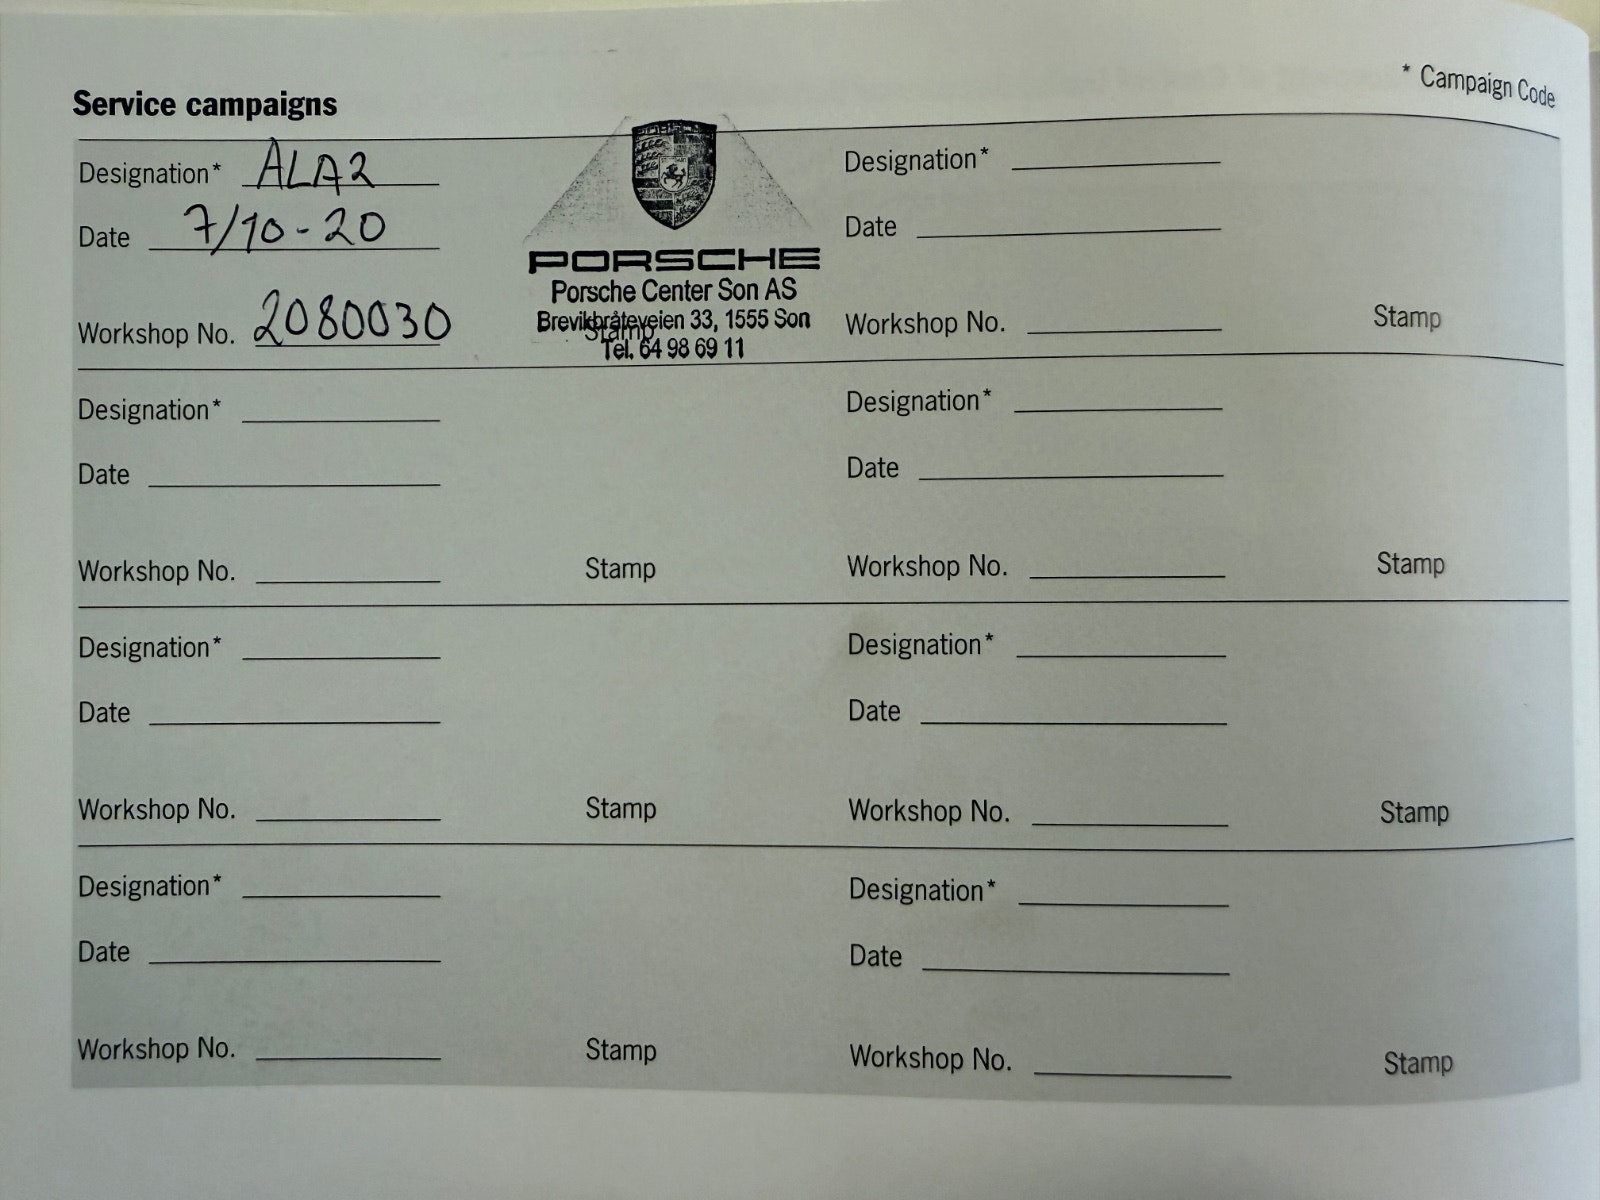 * Campaign Code
Service campaigns
Designation* ALA2
Date 7/10-20
Workshop No. 2080030
PORSCHE
Porsche Center Son AS
Brevikbråteveien 33, 1555 Son
Stamp
Tel. 64 98 69 11
Designation*
Date
Workshop No. Stamp
Designation*
Date
Workshop No. Stamp
Designation*
Date
Workshop No. Stamp
Designation*
Date
Workshop No. Stamp
Designation*
Date
Workshop No. Stamp
Designation*
Date
Workshop No. Stamp
Designation*
Date
Workshop No. Stamp